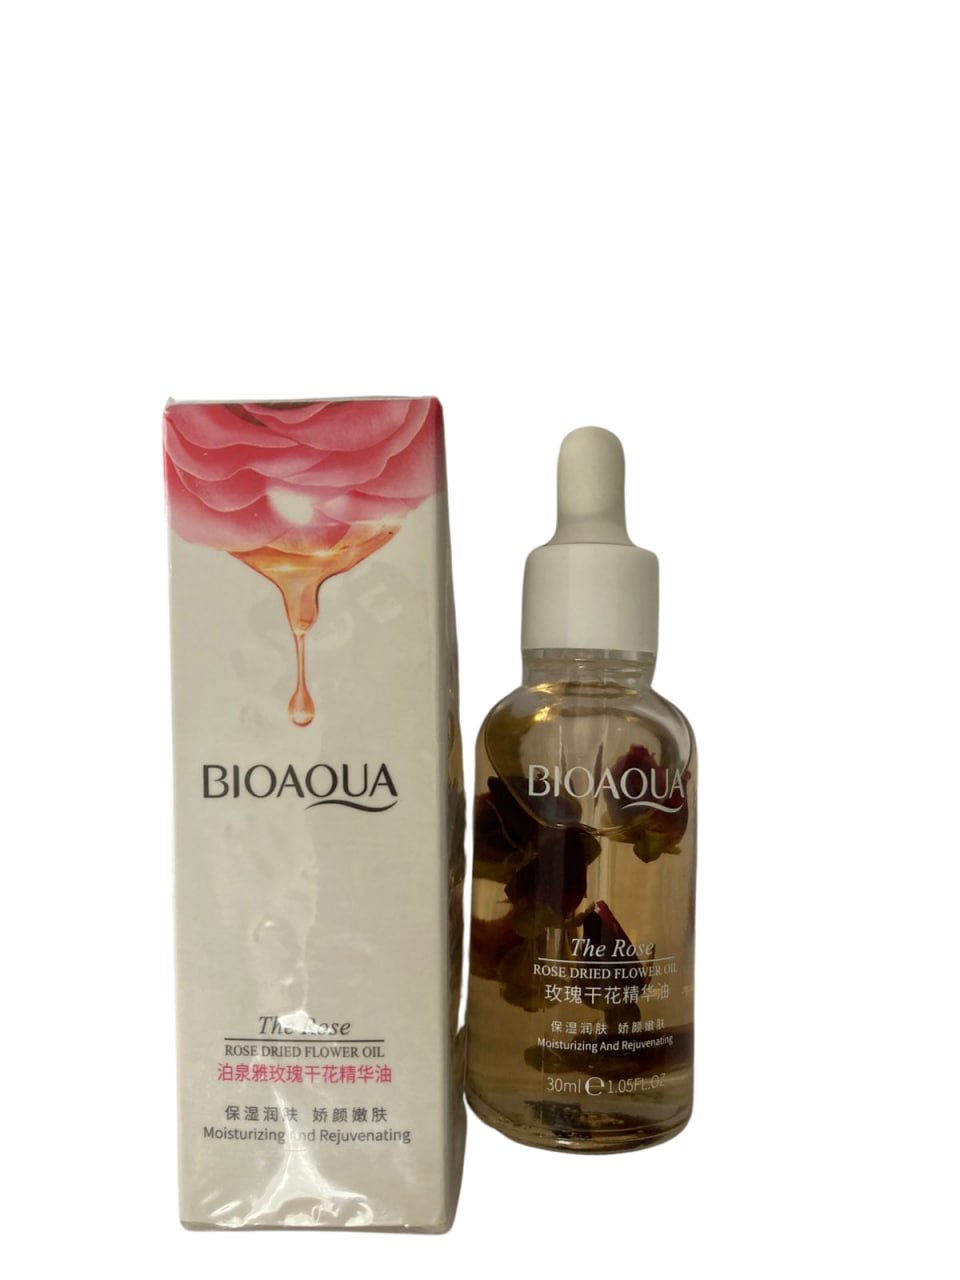 BIOAQUA
The Rose
ROSE DRIED FLOWER OIL
泊泉雅玫瑰干花精华油
保湿润肤 娇颜嫩肤
Moisturizing And Rejuvenating
BIOAQUA
The Rose
ROSE DRIED FLOWER OIL
玫瑰干花精华油
保湿润肤 娇颜嫩肤
Moisturizing And Rejuvenating
30ml ℮ 1.05FL.OZ